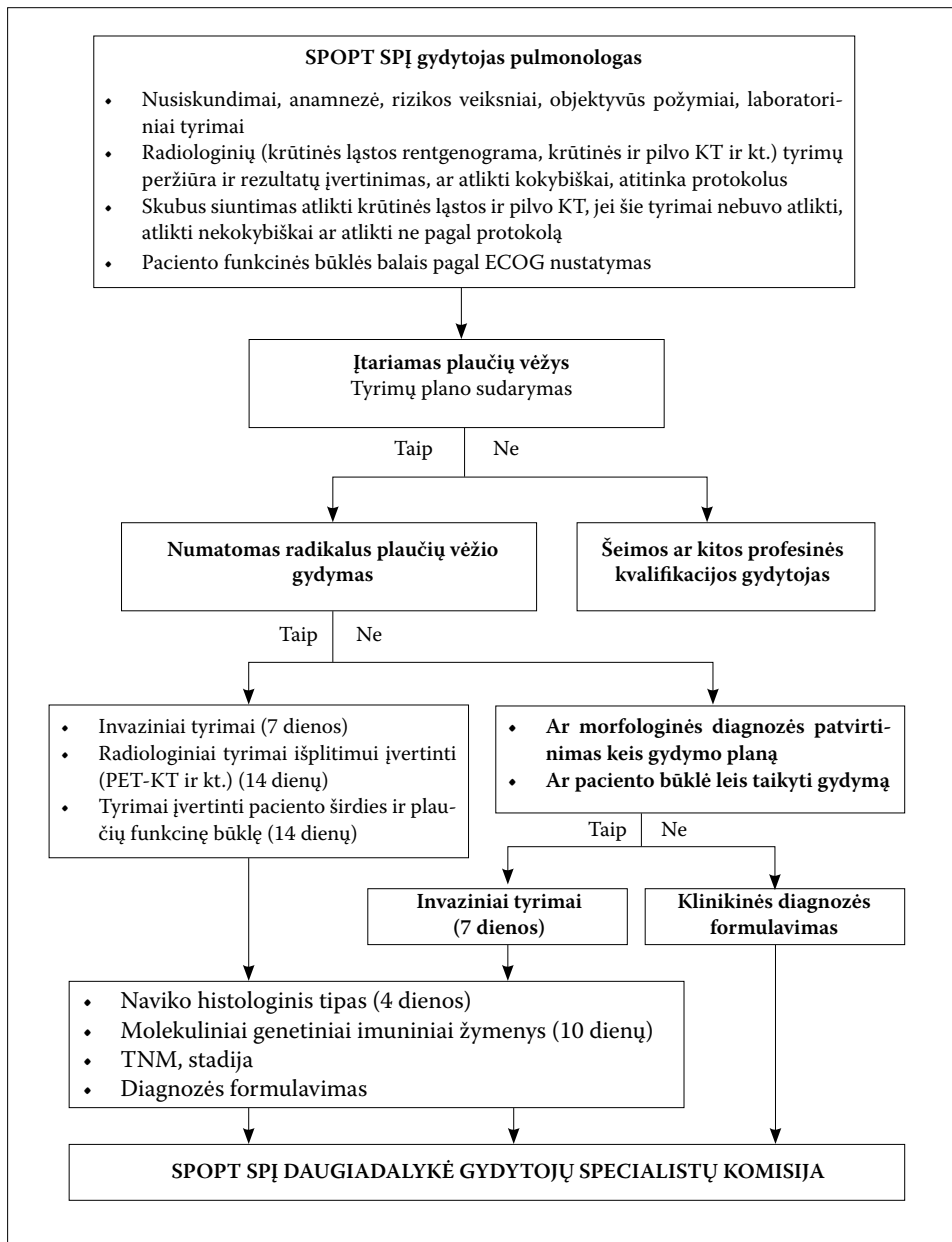 SPOPT SPĮ gydytojas pulmonologas
• Nusiskundimai, anamnezė, rizikos veiksniai, objektyvūs požymiai, laboratori-
niai tyrimai
• Radiologinių (krūtinės ląstos rentgenograma, krūtinės ir pilvo KT ir kt.) tyrimų
peržiūra ir rezultatų įvertinimas, ar atlikti kokybiškai, atitinka protokolus
• Skubus siuntimas atlikti krūtinės ląstos ir pilvo KT, jei šie tyrimai nebuvo atlikti,
atlikti nekokybiškai ar atlikti ne pagal protokolą
• Paciento funkcinės būklės balais pagal ECOG nustatymas
Įtariamas plaučių vėžys
Tyrimų plano sudarymas
Taip Ne
Numatomas radikalus plaučių vėžio
gydymas
Šeimos ar kitos profesinės
kvalifikacijos gydytojas
Taip Ne
• Invaziniai tyrimai (7 dienos)
• Radiologiniai tyrimai išplitimui įvertinti
(PET-KT ir kt.) (14 dienų)
• Tyrimai įvertinti paciento širdies ir plau-
čių funkcinę būklę (14 dienų)
• Ar morfologinės diagnozės patvirti-
nimas keis gydymo planą
• Ar paciento būklė leis taikyti gydymą
Taip Ne
Invaziniai tyrimai
(7 dienos)
Klinikinės diagnozės
formulavimas
• Naviko histologinis tipas (4 dienos)
• Molekuliniai genetiniai imuniniai žymenys (10 dienų)
• TNM, stadija
• Diagnozės formulavimas
SPOPT SPĮ DAUGIADALYKĖ GYDYTOJŲ SPECIALISTŲ KOMISIJA